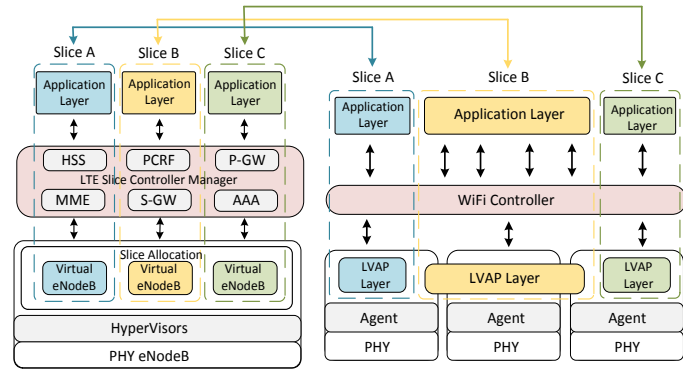 Slice A
Slice B
Slice C
Application
Layer
Application
Layer
Application
Layer
HSS
PCRF
P-GW
LTE Slice Controller Manager
MME
S-GW
AAA
Slice Allocation
Virtual
eNodeB
Virtual
eNodeB
Virtual
eNodeB
HyperVisors
PHY eNodeB
Slice A
Slice B
Slice C
Application
Layer
Application Layer
Application
Layer
WiFi Controller
LVAP
Layer
LVAP Layer
LVAP
Layer
Agent
Agent
Agent
PHY
PHY
PHY